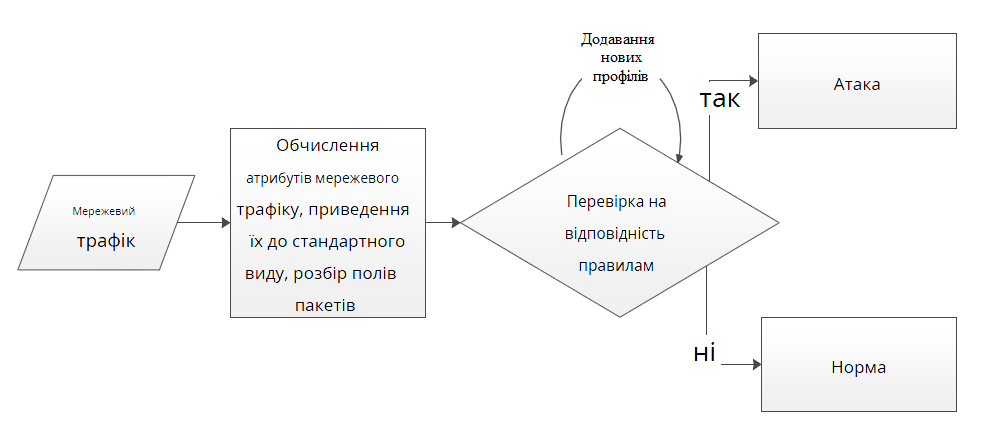 Мережевий
трафік
Обчислення
атрибутів мережевого
трафіку, приведення
їх до стандартного
виду, розбір полів
пакетів
Додавання
нових
профілів
Перевірка на
відповідність
правилам
так
Атака
ні
Норма